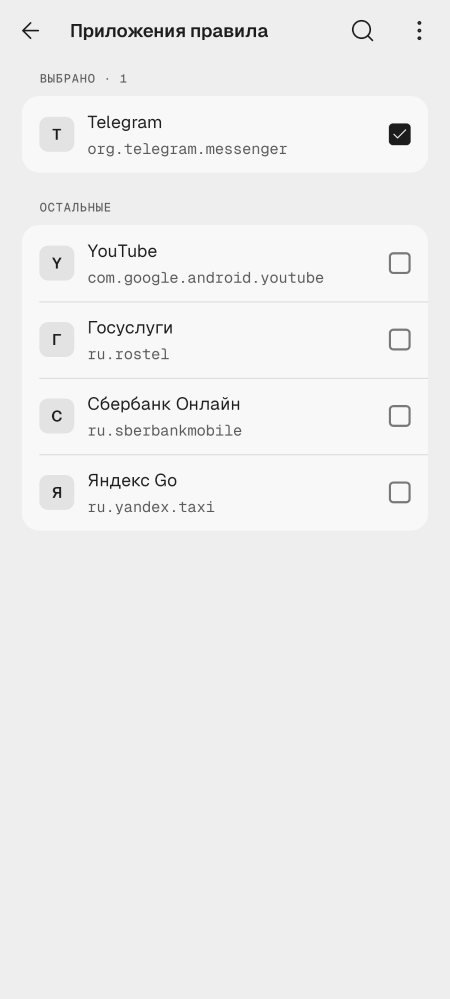 Приложения правила
ВЫБРАНО · 1
T
Telegram
org.telegram.messenger
ОСТАЛЬНЫЕ
Y
YouTube
com.google.android.youtube
Г
Госуслуги
ru.rostel
С
Сбербанк Онлайн
ru.sberbankmobile
Я
Яндекс Go
ru.yandex.taxi